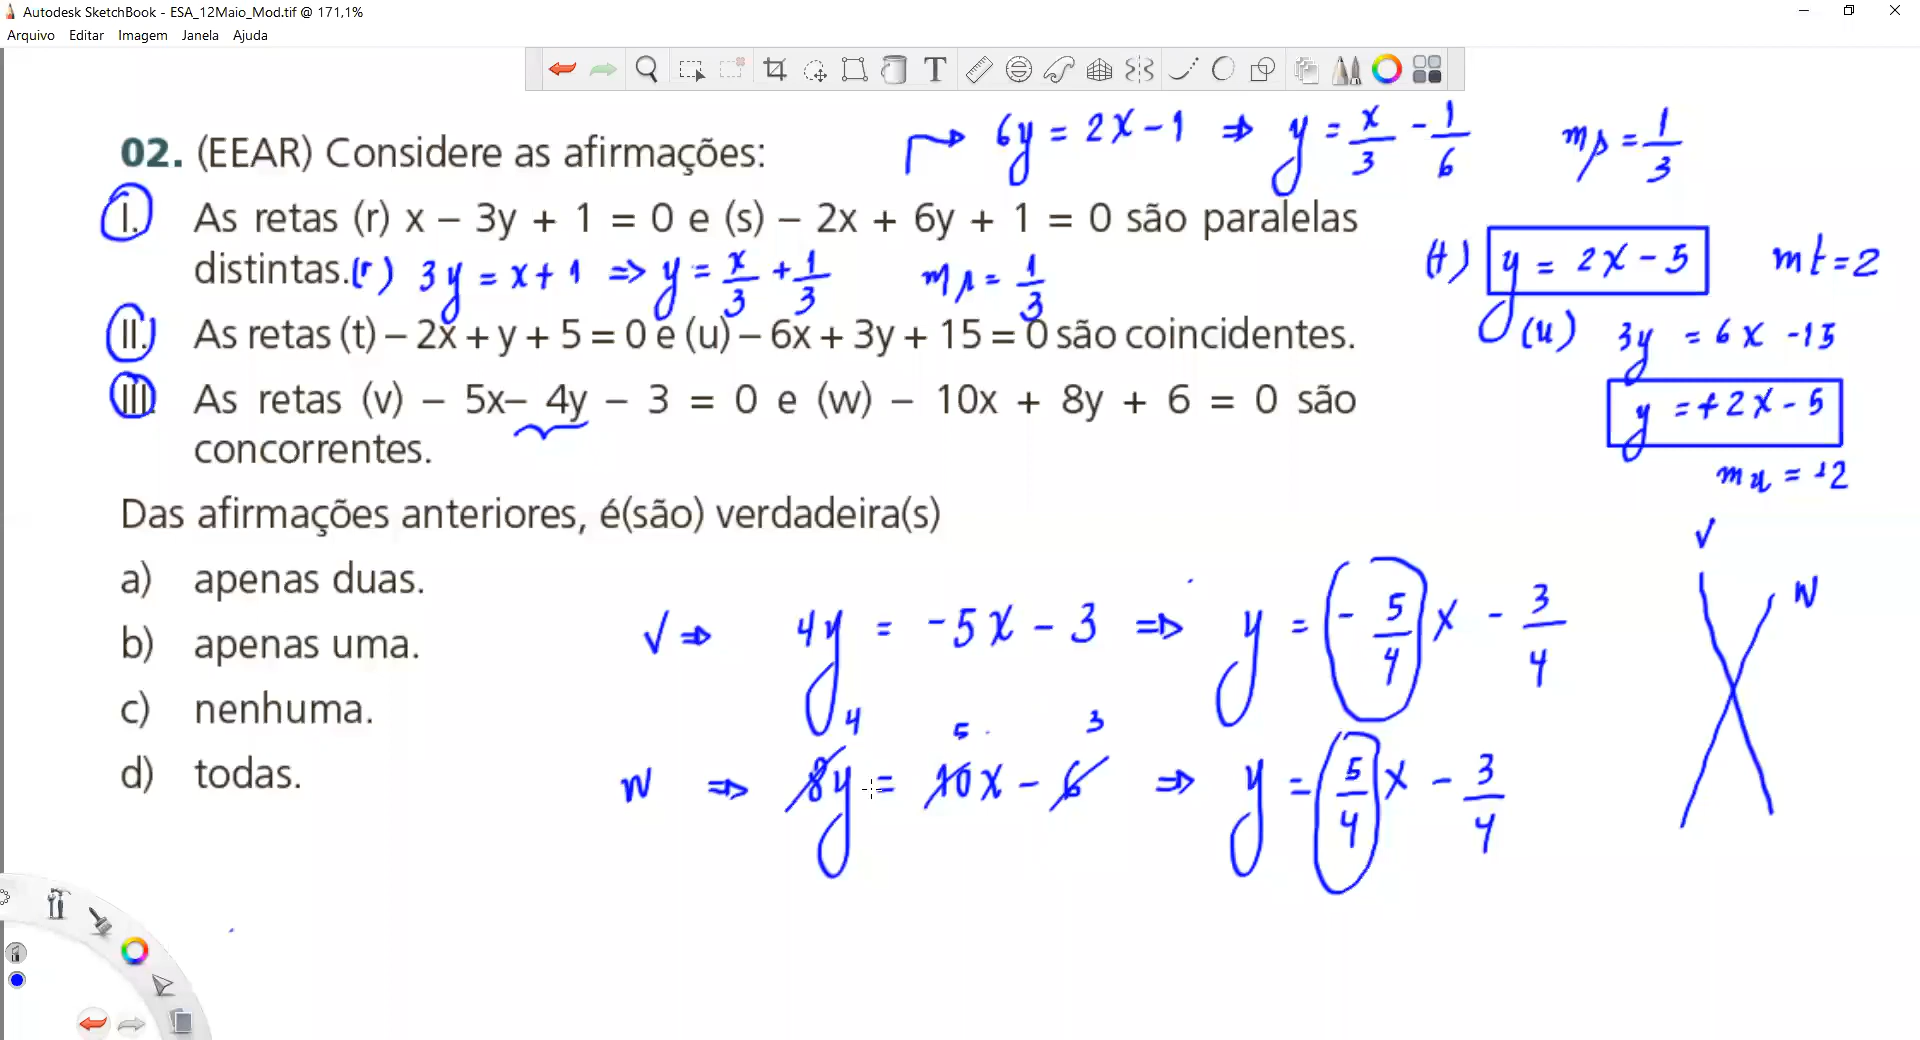 Autodesk SketchBook - ESA_12Maio_Mod.tif @ 171,1%
Arquivo Editar Imagem Janela Ajuda
6y = 2x - 1 ⇒ y = x/3 - 1/6 ms = 1/3
02. (EEAR) Considere as afirmações:
I. As retas (r) x – 3y + 1 = 0 e (s) – 2x + 6y + 1 = 0 são paralelas
distintas.
(r) 3y = x + 1 ⇒ y = x/3 + 1/3 mr = 1/3
(t) y = 2x - 5 mt = 2
II. As retas (t) – 2x + y + 5 = 0 e (u) – 6x + 3y + 15 = 0 são coincidentes.
(u) 3y = 6x - 15
III. As retas (v) – 5x– 4y – 3 = 0 e (w) – 10x + 8y + 6 = 0 são
concorrentes.
y = +2x - 5
mu = +2
Das afirmações anteriores, é(são) verdadeira(s)
a) apenas duas.
b) apenas uma.
c) nenhuma.
d) todas.
v ⇒ 4y = -5x - 3 ⇒ y = -5/4 x - 3/4
4 5 3
w ⇒ 8y = 10x - 6 ⇒ y = 5/4 x - 3/4
v
w